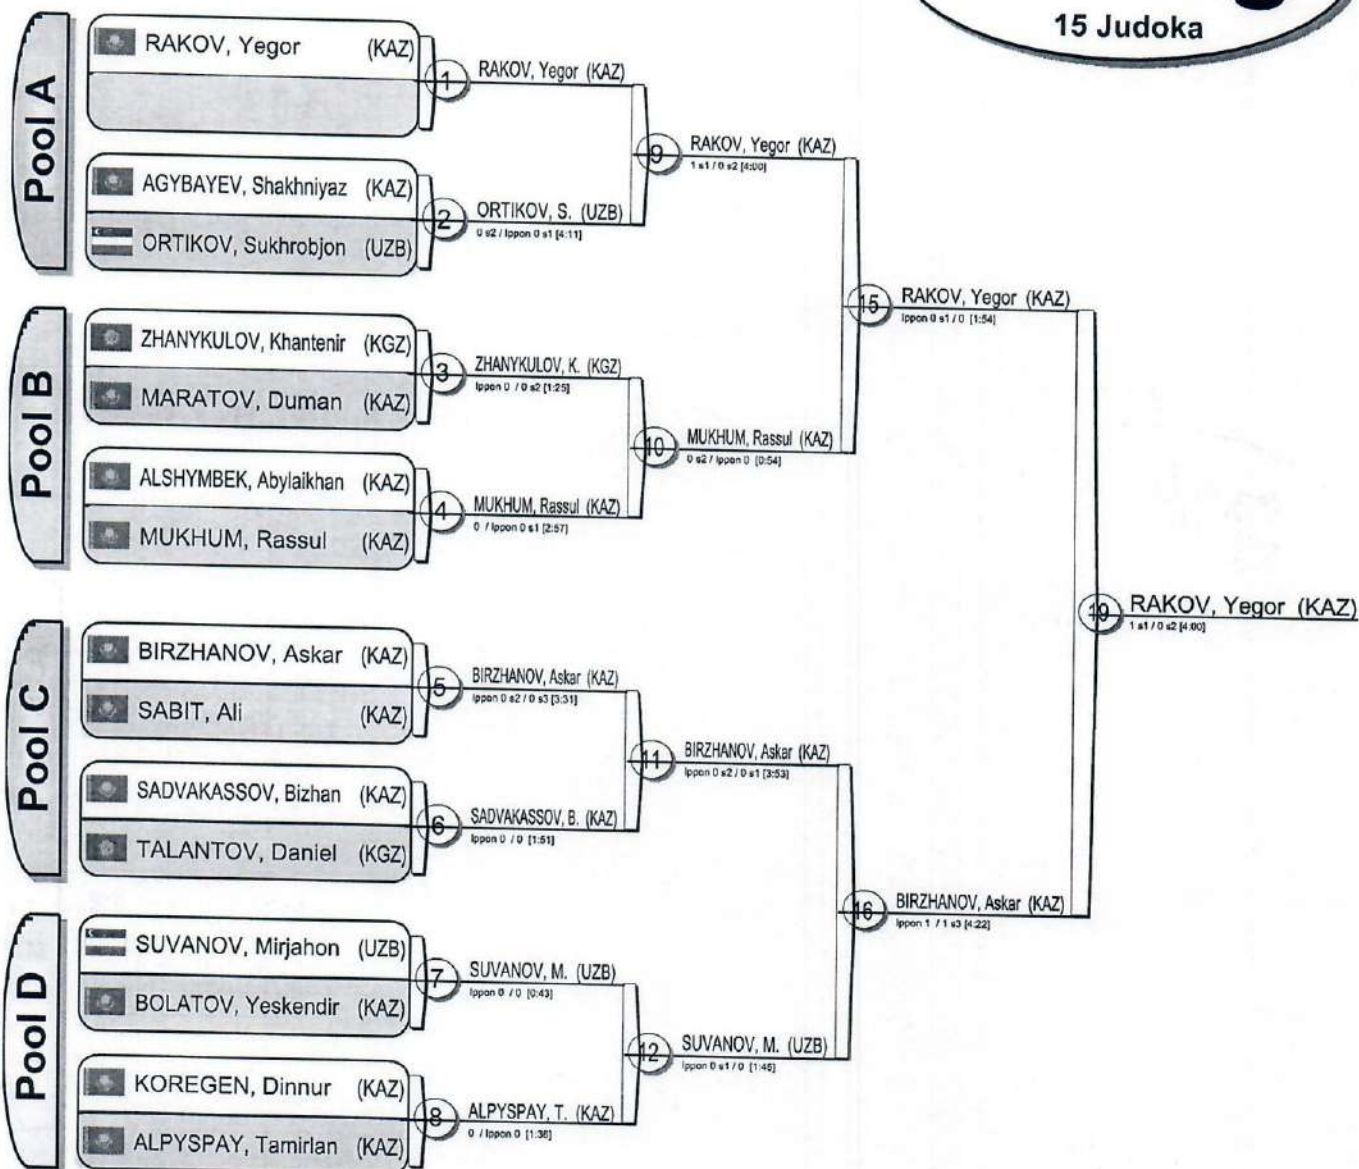 15 Judoka
Pool A
RAKOV, Yegor (KAZ)
AGYBAYEV, Shakhniyaz (KAZ)
ORTIKOV, Sukhrobjon (UZB)
Pool B
ZHANYKULOV, Khantenir (KGZ)
MARATOV, Duman (KAZ)
ALSHYMBEK, Abylaikhan (KAZ)
MUKHUM, Rassul (KAZ)
Pool C
BIRZHANOV, Askar (KAZ)
SABIT, Ali (KAZ)
SADVAKASSOV, Bizhan (KAZ)
TALANTOV, Daniel (KGZ)
Pool D
SUVANOV, Mirjahon (UZB)
BOLATOV, Yeskendir (KAZ)
KOREGEN, Dinnur (KAZ)
ALPYSPAY, Tamirlan (KAZ)
1
RAKOV, Yegor (KAZ)
2
ORTIKOV, S. (UZB)
0 s2 / Ippon 0 s1 [4:11]
3
ZHANYKULOV, K. (KGZ)
Ippon 0 / 0 s2 [1:25]
4
MUKHUM, Rassul (KAZ)
0 / Ippon 0 s1 [2:57]
5
BIRZHANOV, Askar (KAZ)
Ippon 0 s2 / 0 s3 [3:31]
6
SADVAKASSOV, B. (KAZ)
Ippon 0 / 0 [1:51]
7
SUVANOV, M. (UZB)
Ippon 0 / 0 [0:43]
8
ALPYSPAY, T. (KAZ)
0 / Ippon 0 [1:36]
9
RAKOV, Yegor (KAZ)
1 s1 / 0 s2 [4:00]
10
MUKHUM, Rassul (KAZ)
0 s2 / Ippon 0 [0:54]
11
BIRZHANOV, Askar (KAZ)
Ippon 0 s2 / 0 s1 [3:53]
12
SUVANOV, M. (UZB)
Ippon 0 s1 / 0 [1:46]
15
RAKOV, Yegor (KAZ)
Ippon 0 s1 / 0 [1:54]
16
BIRZHANOV, Askar (KAZ)
Ippon 1 / 1 s3 [4:22]
19
RAKOV, Yegor (KAZ)
1 s1 / 0 s2 [4:00]